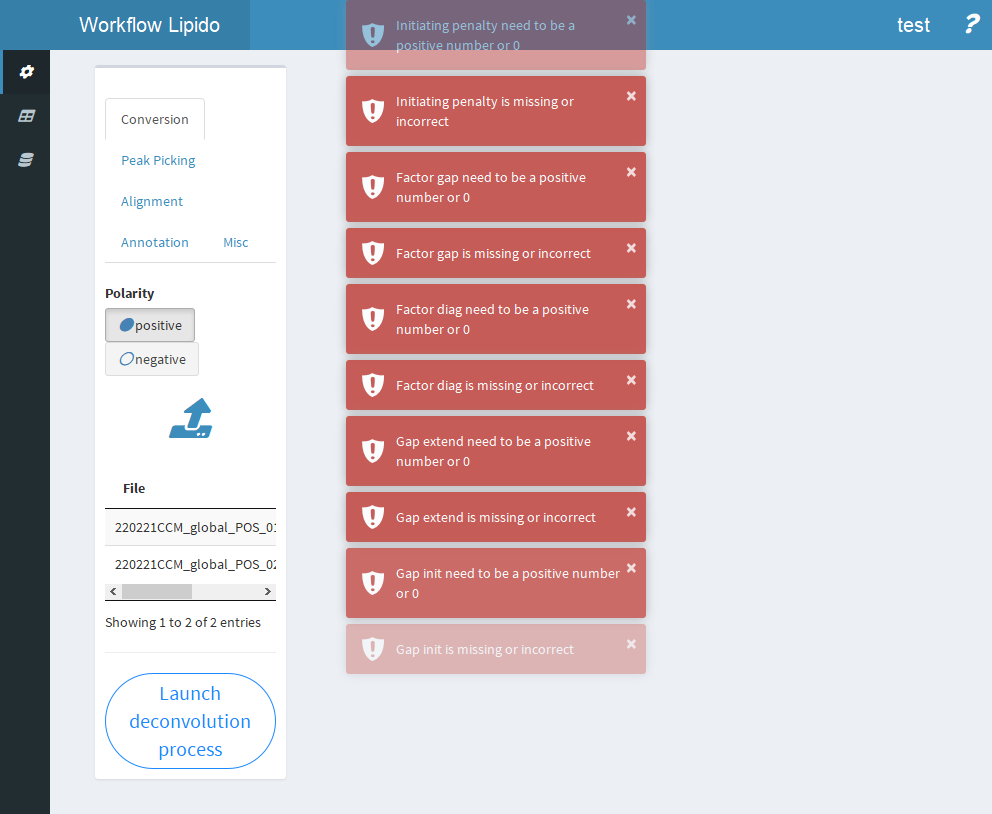 Workflow Lipido
test
?
Conversion
Peak Picking
Alignment
Annotation Misc
Polarity
positive
negative
File
220221CCM_global_POS_01
220221CCM_global_POS_02
Showing 1 to 2 of 2 entries
Launch
deconvolution
process
Initiating penalty need to be a
positive number or 0
×
Initiating penalty is missing or
incorrect
×
Factor gap need to be a positive
number or 0
×
Factor gap is missing or incorrect
×
Factor diag need to be a positive
number or 0
×
Factor diag is missing or incorrect
×
Gap extend need to be a positive
number or 0
×
Gap extend is missing or incorrect
×
Gap init need to be a positive number
or 0
×
Gap init is missing or incorrect
×